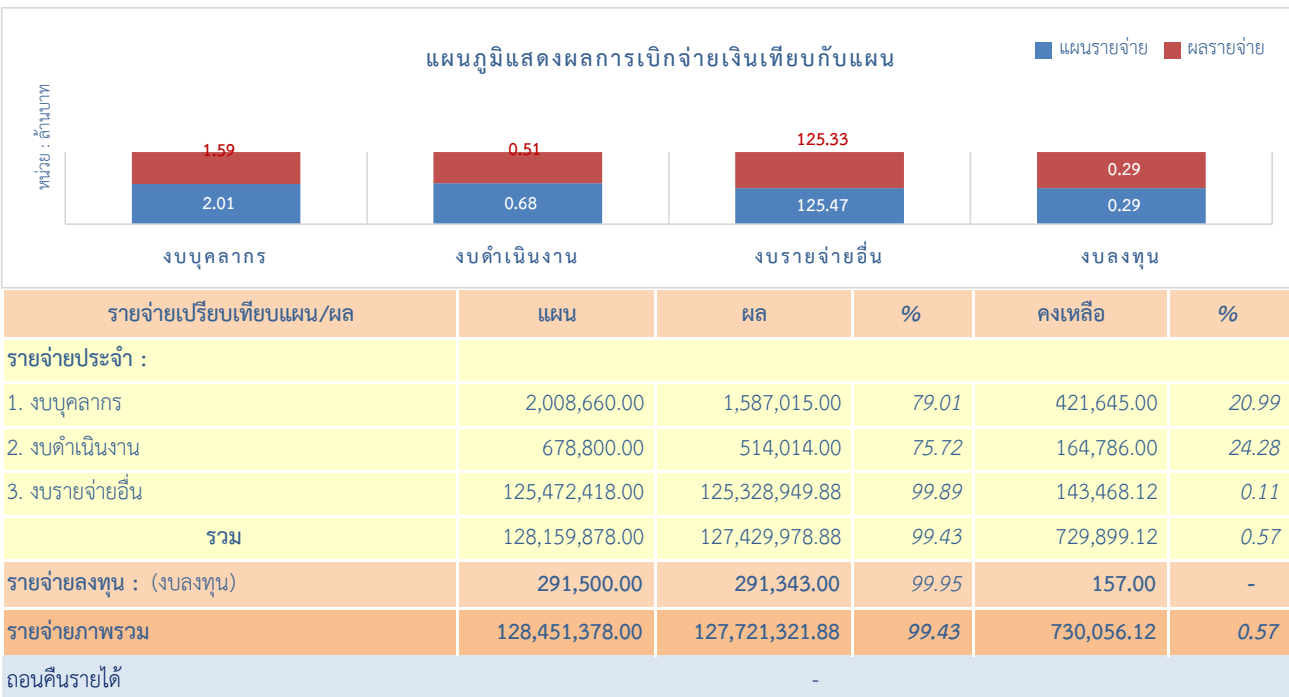 แผนภูมิแสดงผลการเบิกจ่ายเงินเทียบกับแผน
แผนรายจ่าย ผลรายจ่าย
หน่วย : ล้านบาท
1.59 0.51 125.33 0.29
2.01 0.68 125.47 0.29
งบบุคลากร งบดำเนินงาน งบรายจ่ายอื่น งบลงทุน
รายจ่ายเปรียบเทียบแผน/ผล แผน ผล % คงเหลือ %
รายจ่ายประจำ :
1. งบบุคลากร 2,008,660.00 1,587,015.00 79.01 421,645.00 20.99
2. งบดำเนินงาน 678,800.00 514,014.00 75.72 164,786.00 24.28
3. งบรายจ่ายอื่น 125,472,418.00 125,328,949.88 99.89 143,468.12 0.11
รวม 128,159,878.00 127,429,978.88 99.43 729,899.12 0.57
รายจ่ายลงทุน : (งบลงทุน) 291,500.00 291,343.00 99.95 157.00 -
รายจ่ายภาพรวม 128,451,378.00 127,721,321.88 99.43 730,056.12 0.57
ถอนคืนรายได้ -